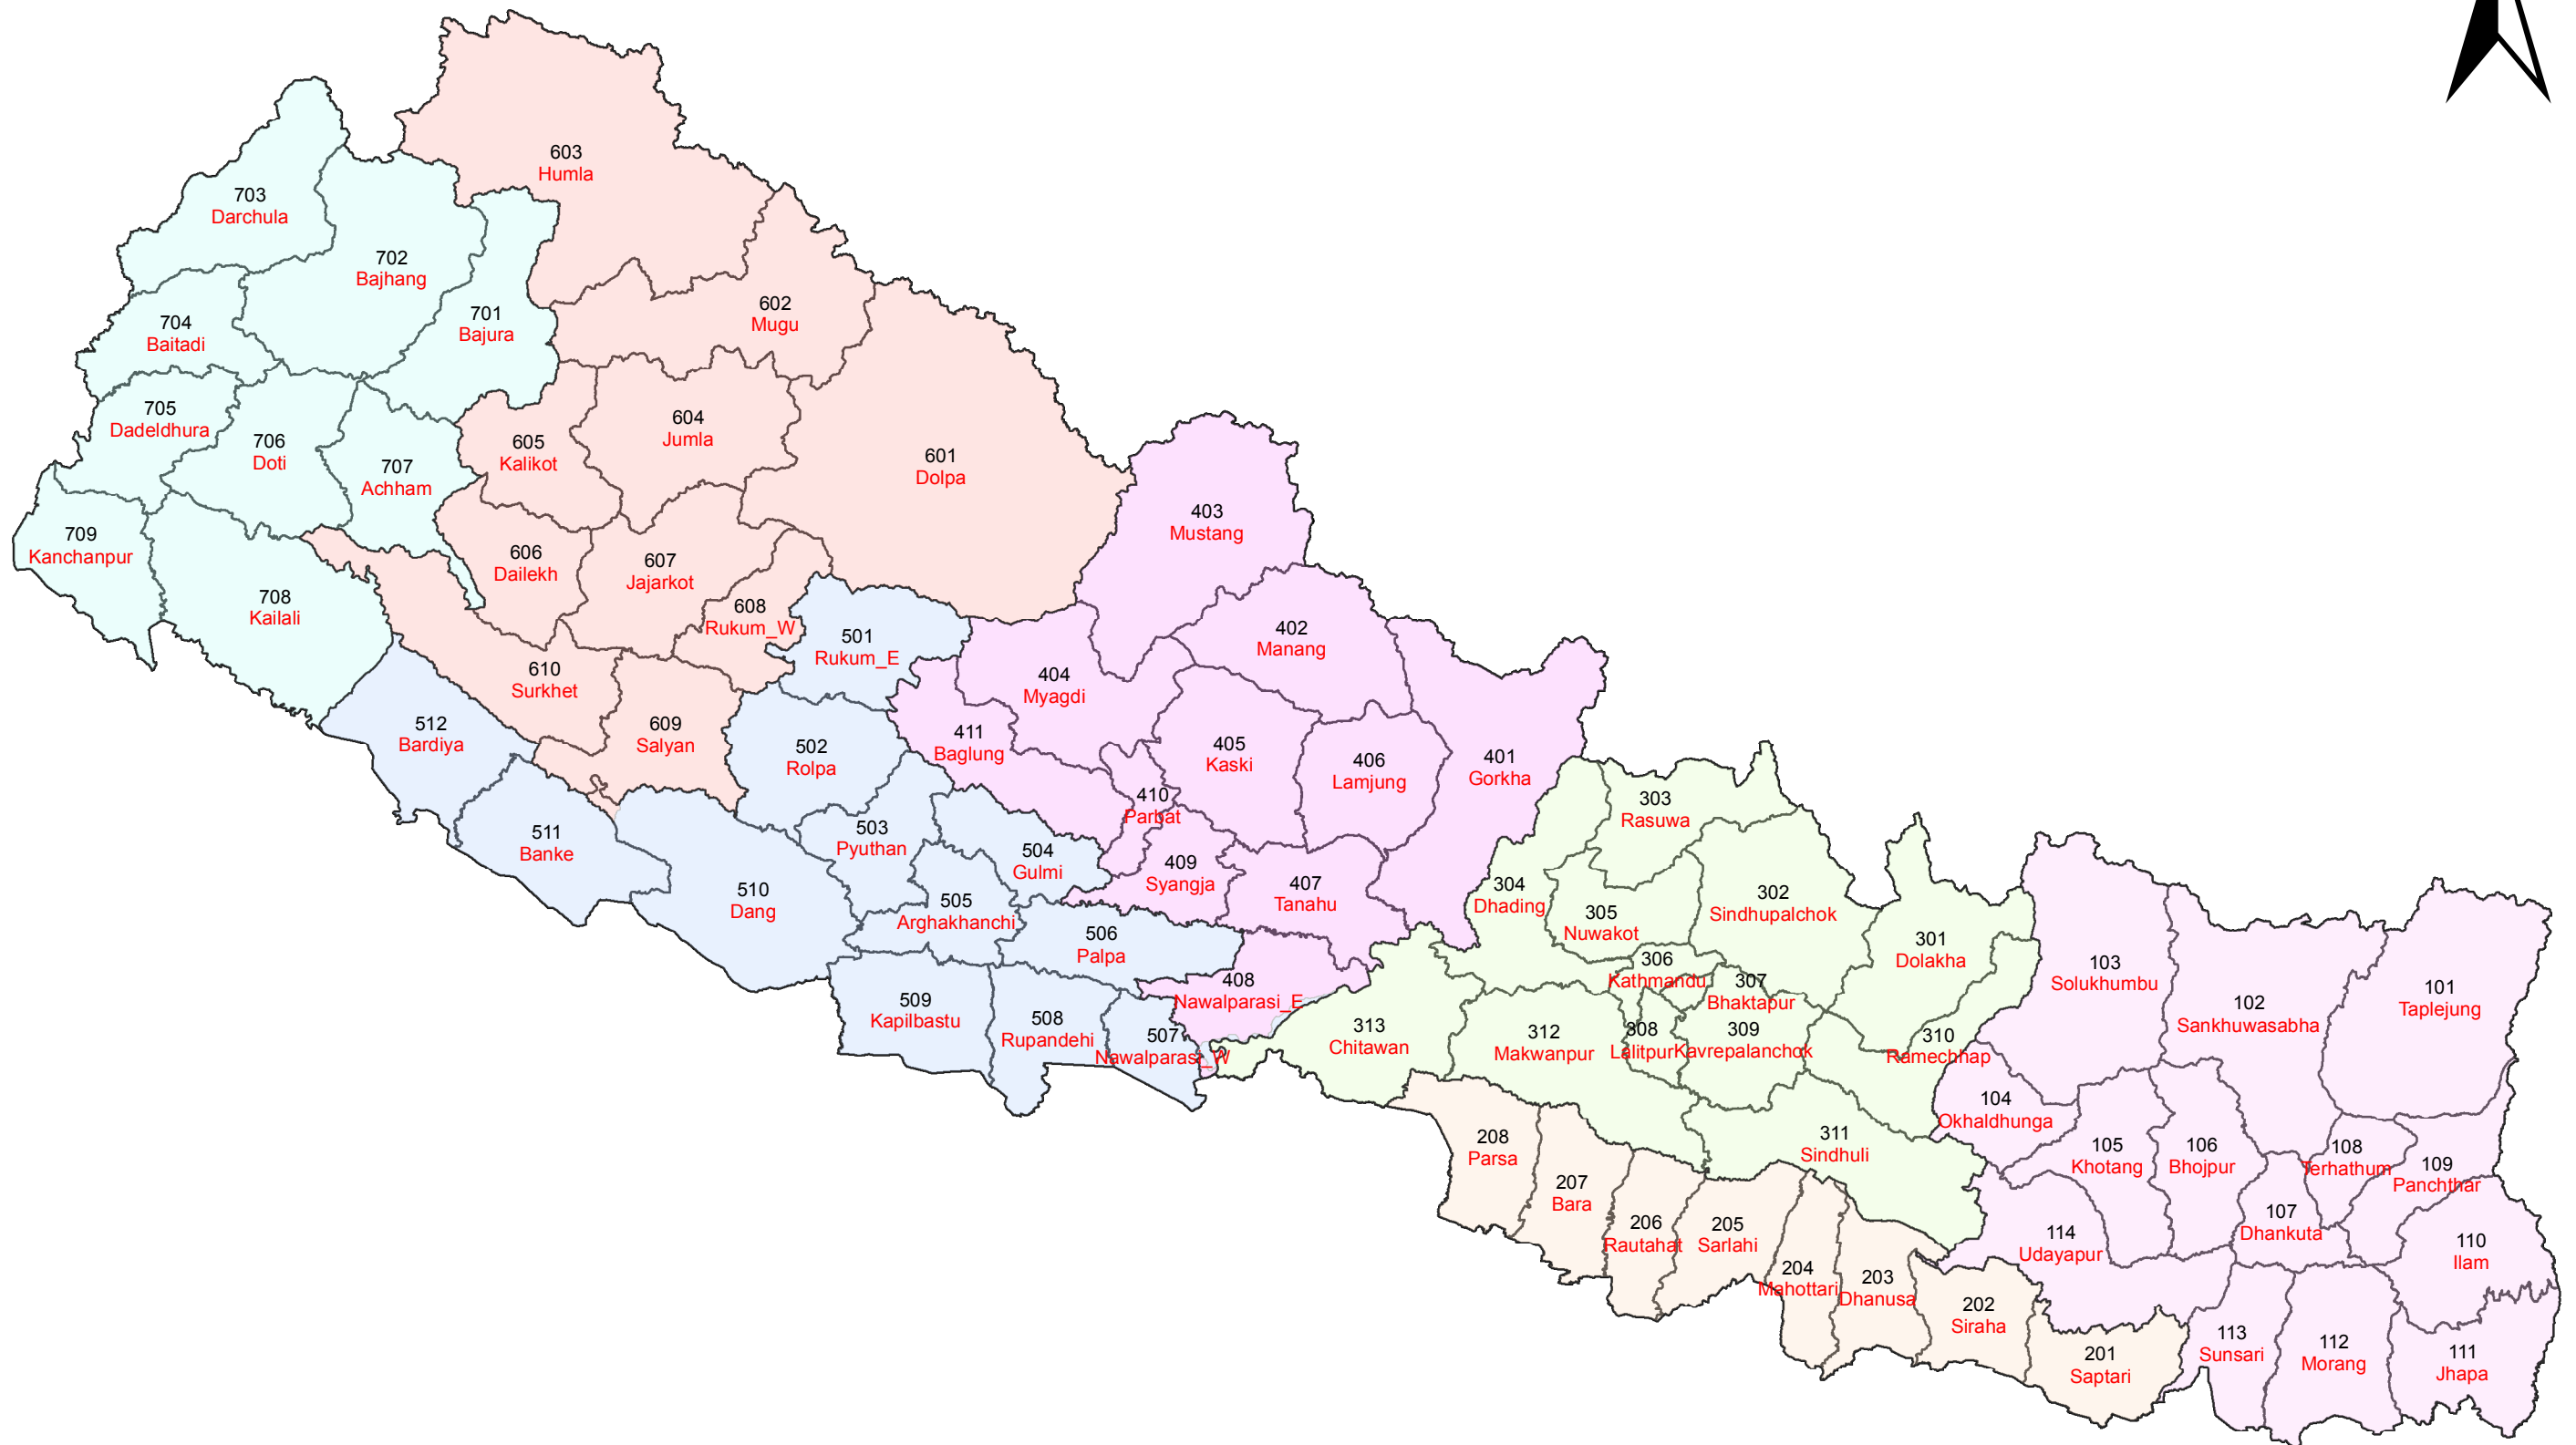 603
Humla
703
Darchula
702
Bajhang
701
Bajura
602
Mugu
704
Baitadi
705
Dadeldhura
706
Doti
707
Achham
605
Kalikot
604
Jumla
601
Dolpa
709
Kanchanpur
708
Kailali
606
Dailekh
607
Jajarkot
608
Rukum_W
501
Rukum_E
610
Surkhet
609
Salyan
403
Mustang
402
Manang
404
Myagdi
411
Baglung
405
Kaski
406
Lamjung
401
Gorkha
410
Parbat
409
Syangja
407
Tanahu
408
Nawalparasi_E
512
Bardiya
502
Rolpa
511
Banke
503
Pyuthan
504
Gulmi
510
Dang
505
Arghakhanchi
506
Palpa
509
Kapilbastu
508
Rupandehi
507
Nawalparasi_W
303
Rasuwa
304
Dhading
305
Nuwakot
302
Sindhupalchok
301
Dolakha
306
Kathmandu
307
Bhaktapur
313
Chitawan
312
Makwanpur
308
Lalitpur
309
Kavrepalanchok
310
Ramechhap
311
Sindhuli
208
Parsa
207
Bara
206
Rautahat
205
Sarlahi
204
Mahottari
203
Dhanusa
202
Siraha
201
Saptari
103
Solukhumbu
102
Sankhuwasabha
101
Taplejung
104
Okhaldhunga
105
Khotang
106
Bhojpur
108
Terhathum
109
Panchthar
107
Dhankuta
114
Udayapur
110
Ilam
113
Sunsari
112
Morang
111
Jhapa